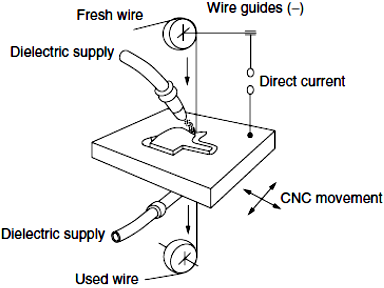 Fresh wire
Wire guides (–)
Dielectric supply
Direct current
CNC movement
Dielectric supply
Used wire